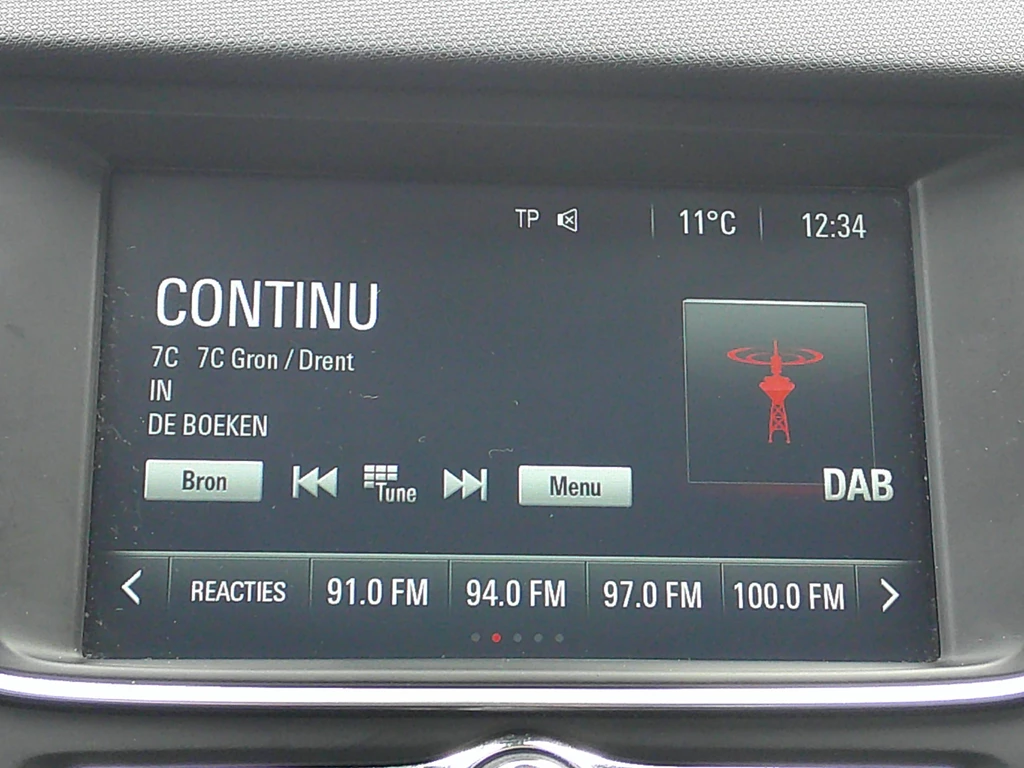 TP 11°C 12:34
CONTINU
7C 7C Gron / Drent
IN
DE BOEKEN
Bron Tune Menu
DAB
REACTIES 91.0 FM 94.0 FM 97.0 FM 100.0 FM